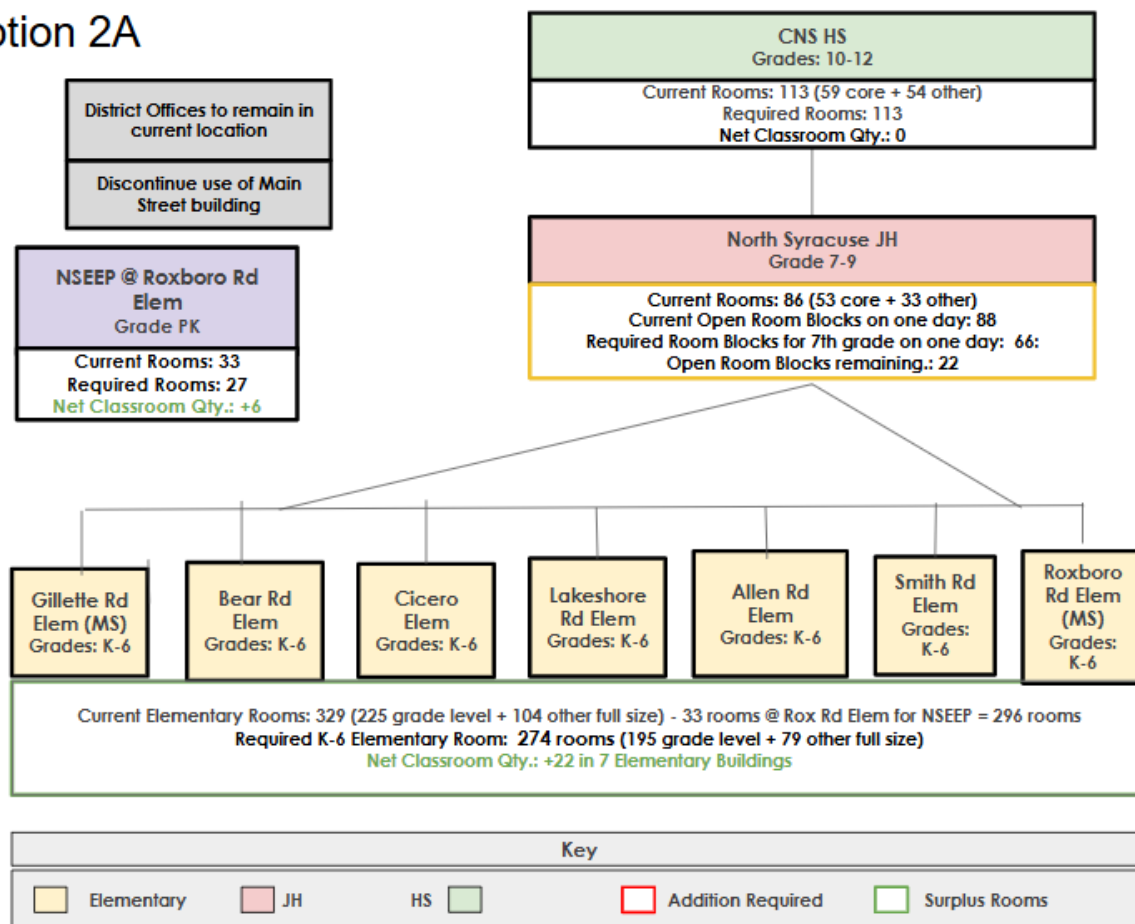 ption 2A
CNS HS
Grades: 10-12
Current Rooms: 113 (59 core + 54 other)
Required Rooms: 113
Net Classroom Qty.: 0
District Offices to remain in
current location
Discontinue use of Main
Street building
North Syracuse JH
Grade 7-9
Current Rooms: 86 (53 core + 33 other)
Current Open Room Blocks on one day: 88
Required Room Blocks for 7th grade on one day: 66:
Open Room Blocks remaining.: 22
NSEEP @ Roxboro Rd
Elem
Grade PK
Current Rooms: 33
Required Rooms: 27
Net Classroom Qty.: +6
Gillette Rd
Elem (MS)
Grades: K-6
Bear Rd
Elem
Grades: K-6
Cicero
Elem
Grades: K-6
Lakeshore
Rd Elem
Grades: K-6
Allen Rd
Elem
Grades: K-6
Smith Rd
Elem
Grades:
K-6
Roxboro
Rd Elem
(MS)
Grades:
K-6
Current Elementary Rooms: 329 (225 grade level + 104 other full size) - 33 rooms @ Rox Rd Elem for NSEEP = 296 rooms
Required K-6 Elementary Room: 274 rooms (195 grade level + 79 other full size)
Net Classroom Qty.: +22 in 7 Elementary Buildings
Key
Elementary
JH
HS
Addition Required
Surplus Rooms